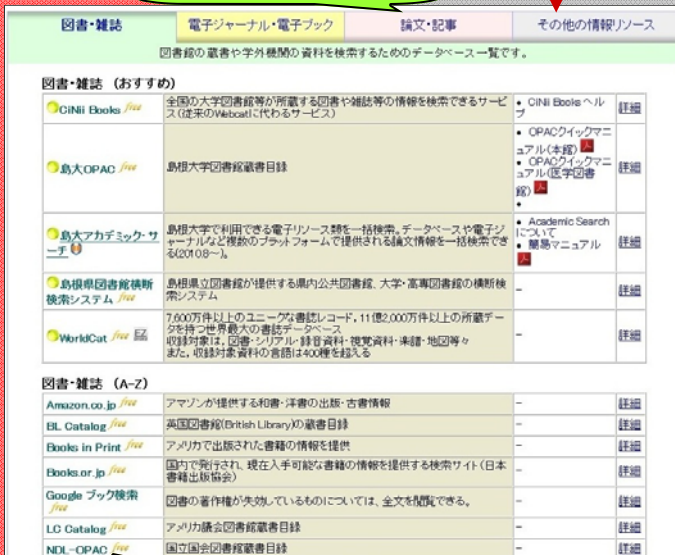 図書・雑誌 電子ジャーナル・電子ブック 論文・記事 その他の情報リソース
図書館の蔵書や学外機関の資料を検索するためのデータベース一覧です。
図書・雑誌 (おすすめ)
CiNii Books free 全国の大学図書館等が所蔵する図書や雑誌等の情報を検索できるサービ • CiNii Books ヘル 詳細
ス(従来のWebcatに代わるサービス) プ
• OPACクイックマニ
ュアル(本館)
島大OPAC free 島根大学図書館蔵書目録 • OPACクイックマニ 詳細
ュアル(医学図書
館)
•
島大アカデミック・サ 島根大学で利用できる電子リソース類を一括検索。データベースや電子ジ • Academic Search 詳細
ーチ ャーナルなど複数のプラットフォームで提供される論文情報を一括検索でき について
る(2010.8〜)。 • 簡易マニュアル
島根県図書館横断 島根県立図書館が提供する県内公共図書館、大学・高専図書館の横断検 - 詳細
検索システム free 索システム
7,600万件以上のユニークな書誌レコード, 11億2,000万件以上の所蔵デー
タを持つ世界最大の書誌データベース
WorldCat free 収録対象は, 図書・シリアル・録音資料・視覚資料・楽譜・地図等々 - 詳細
また, 収録対象資料の言語は400種を超える
図書・雑誌 (A-Z)
Amazon.co.jp free アマゾンが提供する和書・洋書の出版・古書情報 - 詳細
BL Catalog free 英国図書館(British Library)の蔵書目録 - 詳細
Books in Print free アメリカで出版された書籍の情報を提供 - 詳細
Books.or.jp free 国内で発行され、現在入手可能な書籍の情報を提供する検索サイト(日本 - 詳細
書籍出版協会)
Google ブック検索 図書の著作権が失効しているものについては、全文を閲覧できる。 - 詳細
free
LC Catalog free アメリカ議会図書館蔵書目録 - 詳細
NDL-OPAC free 国立国会図書館蔵書目録 - 詳細